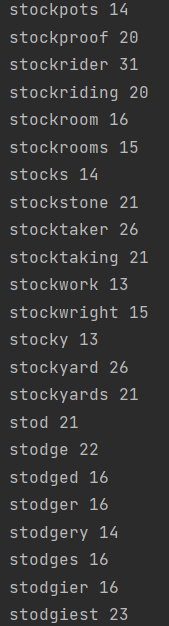 stockpots 14
stockproof 20
stockrider 31
stockriding 20
stockroom 16
stockrooms 15
stocks 14
stockstone 21
stocktaker 26
stocktaking 21
stockwork 13
stockwright 15
stocky 13
stockyard 26
stockyards 21
stod 21
stodge 22
stodged 16
stodger 16
stodgery 14
stodges 16
stodgier 16
stodgiest 23